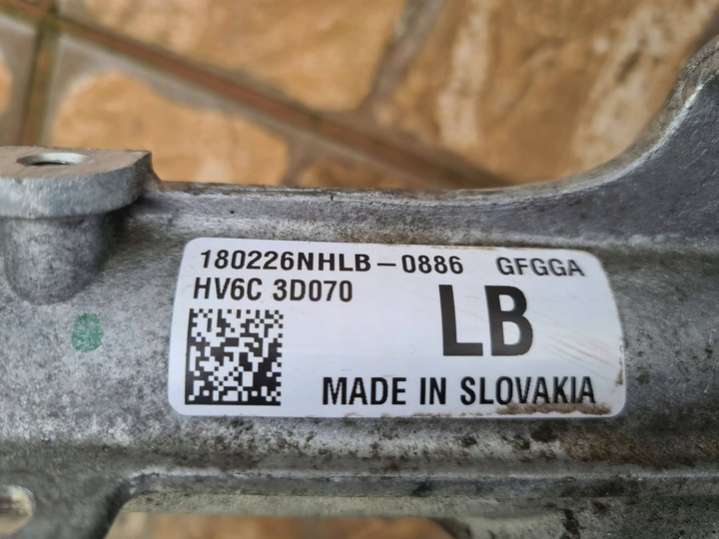 180226NHLB-0886 GFGGA
HV6C 3D070
LB
MADE IN SLOVAKIA